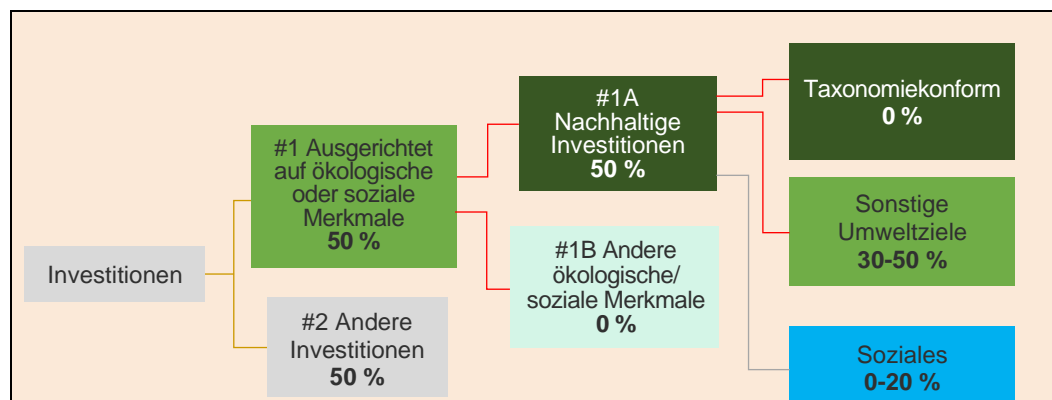 Investitionen
#1 Ausgerichtet
auf ökologische
oder soziale
Merkmale
50 %
#2 Andere
Investitionen
50 %
#1A
Nachhaltige
Investitionen
50 %
#1B Andere
ökologische/
soziale Merkmale
0 %
Taxonomiekonform
0 %
Sonstige
Umweltziele
30-50 %
Soziales
0-20 %